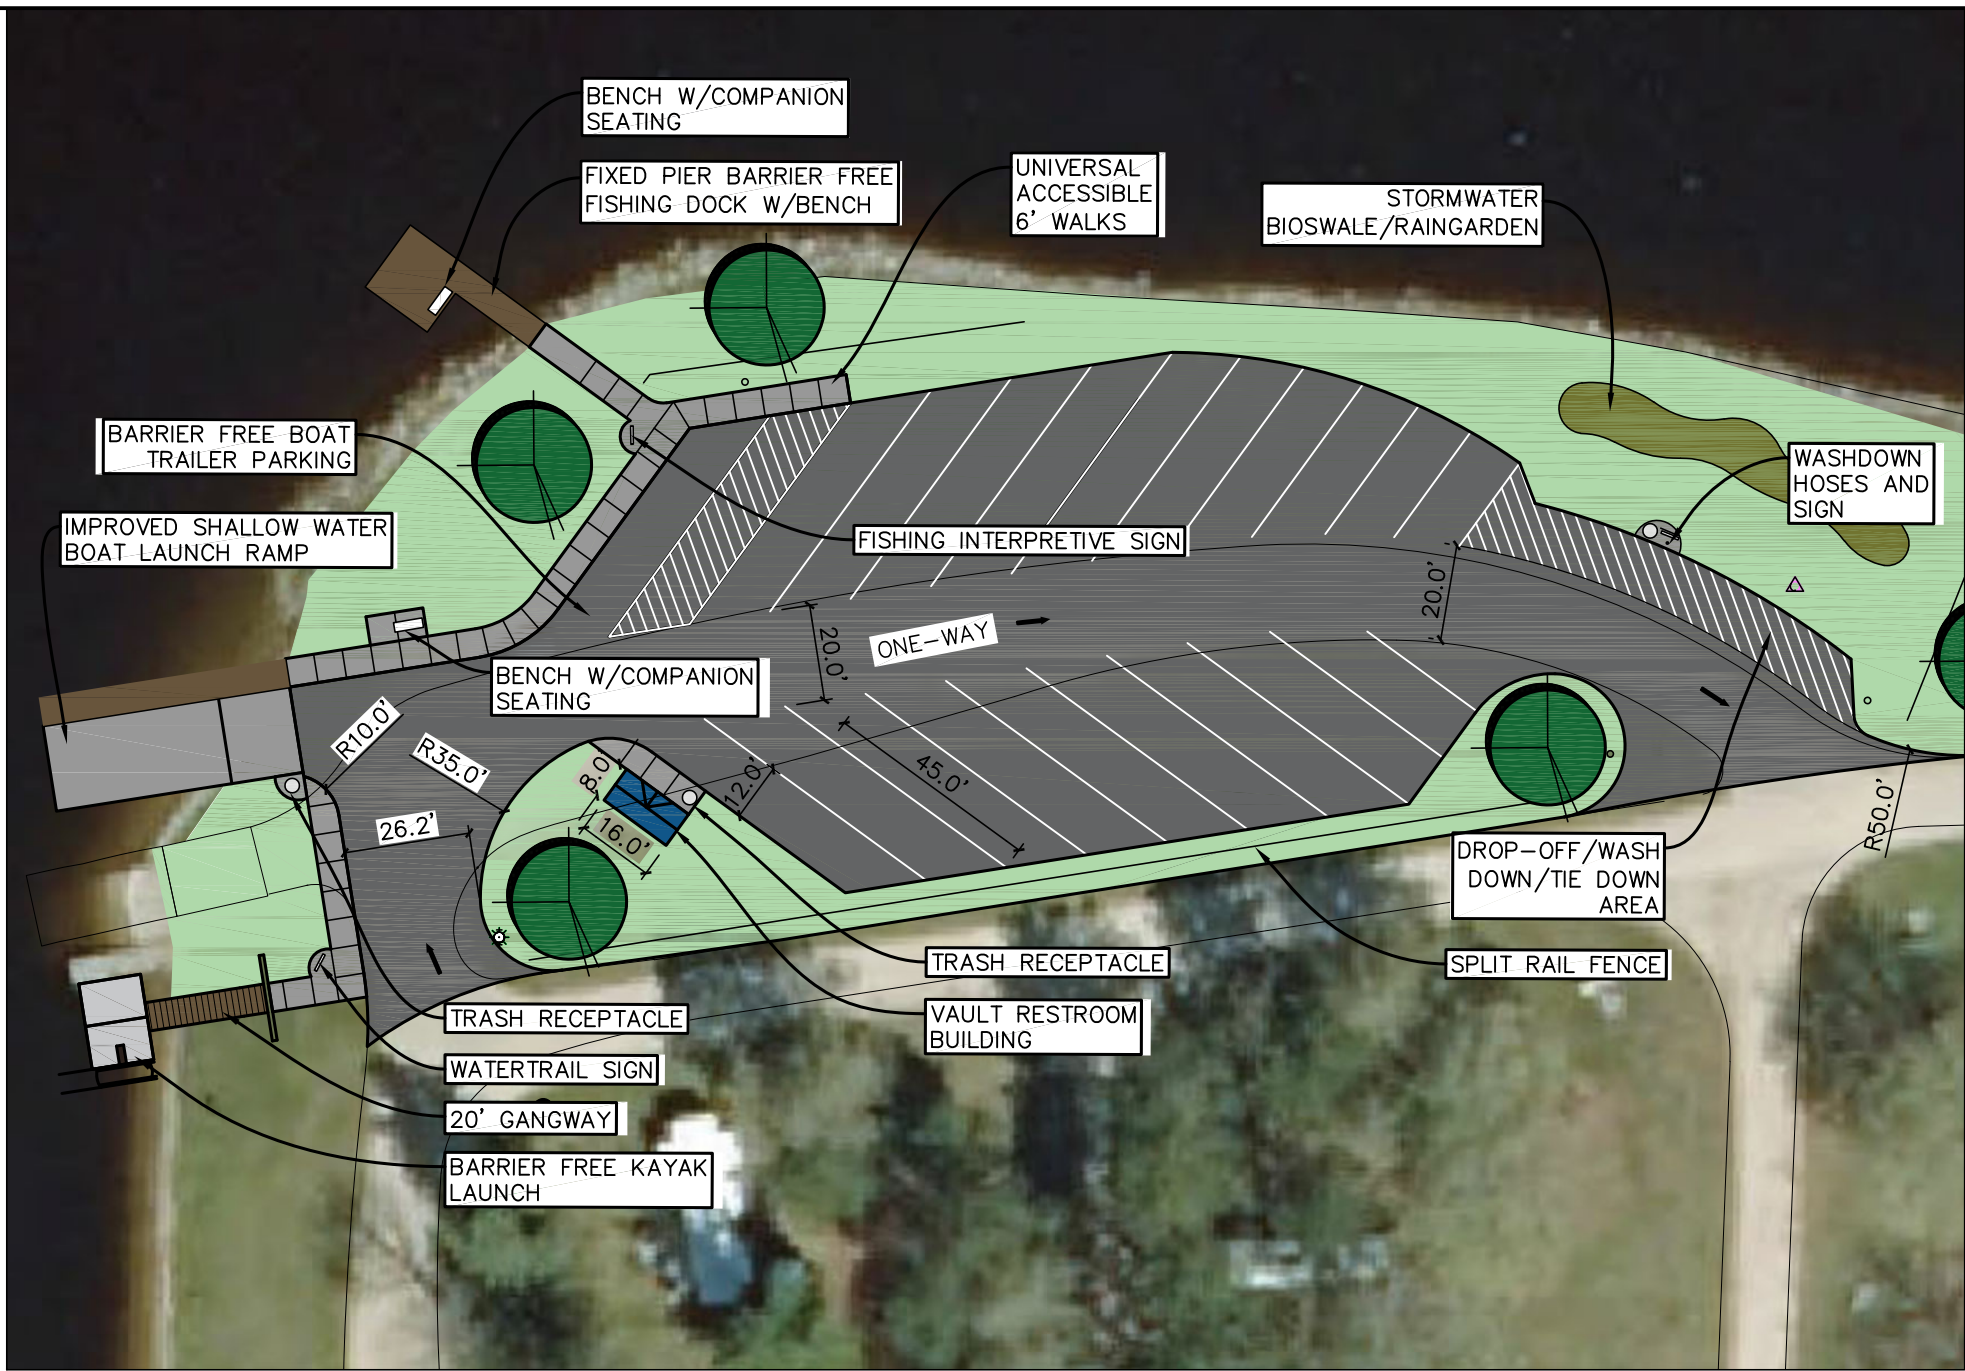 BENCH W/COMPANION
SEATING
FIXED PIER BARRIER FREE
FISHING DOCK W/BENCH
UNIVERSAL
ACCESSIBLE
6' WALKS
STORMWATER
BIOSWALE/RAINGARDEN
BARRIER FREE BOAT
TRAILER PARKING
WASHDOWN
HOSES AND
SIGN
IMPROVED SHALLOW WATER
BOAT LAUNCH RAMP
FISHING INTERPRETIVE SIGN
20.0'
ONE-WAY
20.0'
BENCH W/COMPANION
SEATING
R10.0'
R35.0'
8.0'
12.0'
45.0'
26.2'
16.0'
R50.0'
DROP-OFF/WASH
DOWN/TIE DOWN
AREA
TRASH RECEPTACLE
SPLIT RAIL FENCE
TRASH RECEPTACLE
VAULT RESTROOM
BUILDING
WATERTRAIL SIGN
20' GANGWAY
BARRIER FREE KAYAK
LAUNCH